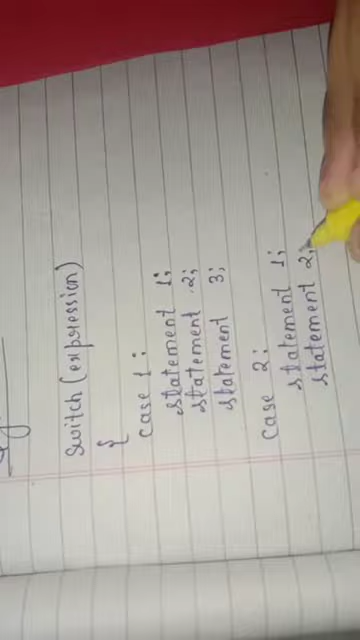 switch (expression)
{
case 1:
statement 1;
statement 2;
statement 3;
case 2:
statement 1;
statement 2;